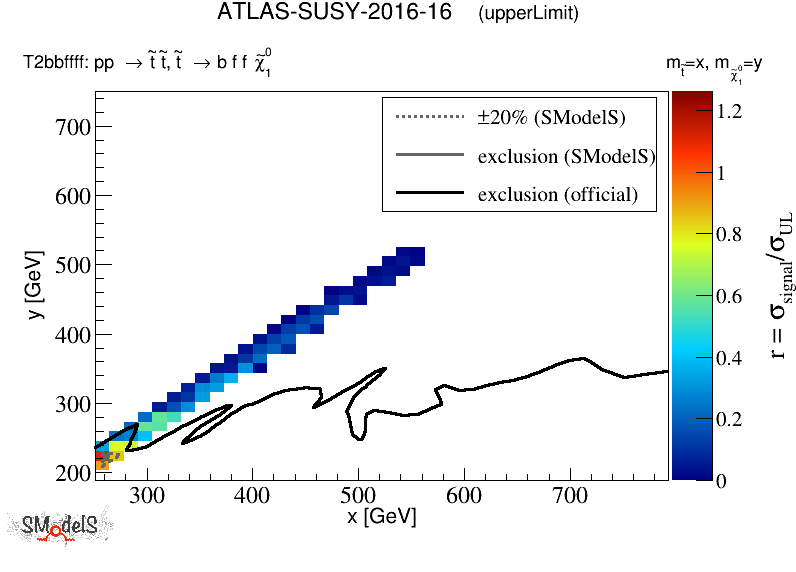 ATLAS-SUSY-2016-16 (upperLimit)
T2bbffff: pp → t̃ t̃, t̃ → b f f χ̃₁⁰
m_t̃=x, m_χ̃₁⁰=y
±20% (SModelS)
exclusion (SModelS)
exclusion (official)
700
600
500
400
300
200
y [GeV]
300 400 500 600 700
x [GeV]
1.2
1
0.8
0.6
0.4
0.2
0
r = σ_signal/σ_UL
SModelS